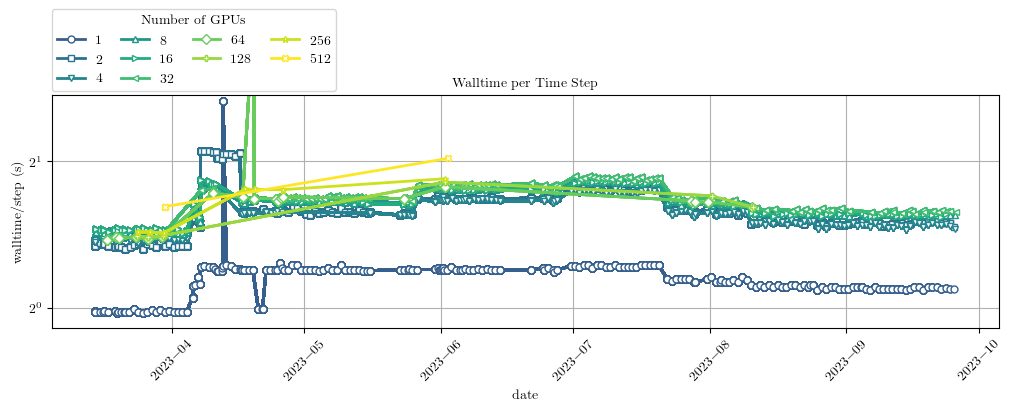 Number of GPUs
1 8 64 256
2 16 128 512
4 32
Walltime per Time Step
walltime/step (s)
2^1
2^0
2023−04 2023−05 2023−06 2023−07 2023−08 2023−09 2023−10
date